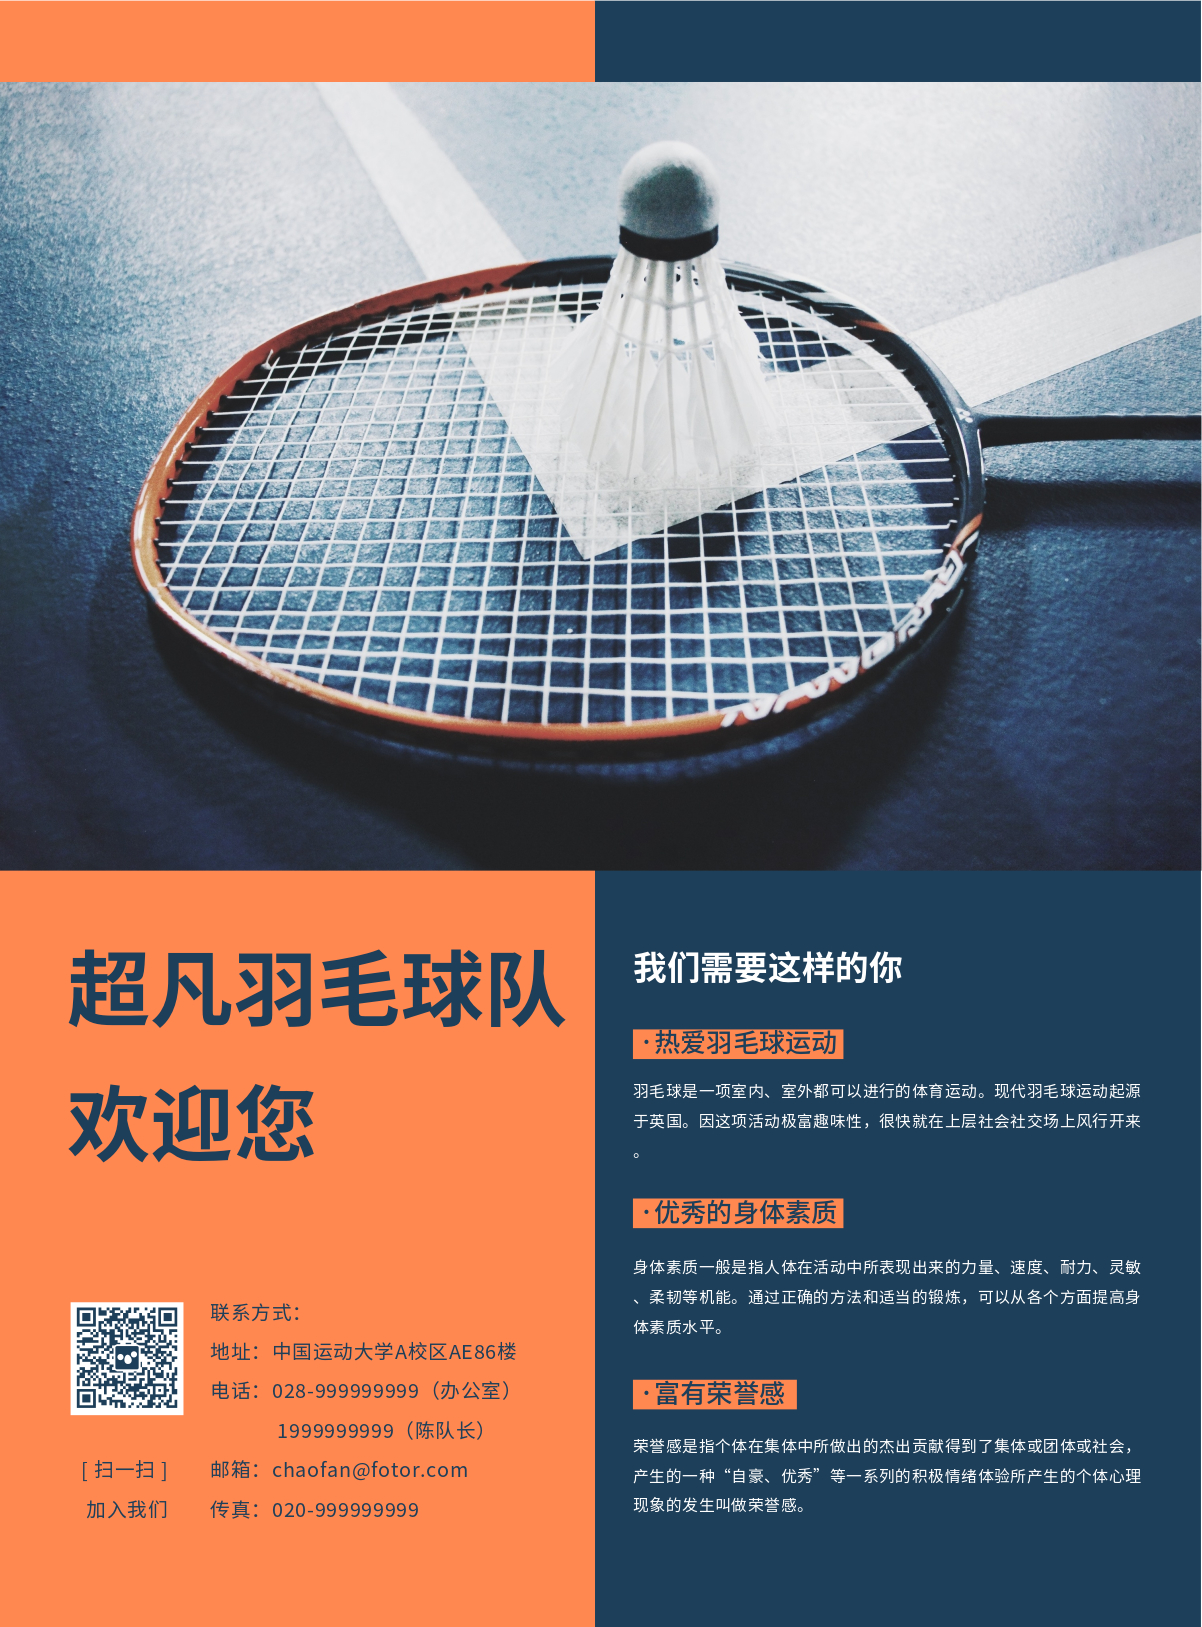 超凡羽毛球队
欢迎您
[ 扫一扫 ]
加入我们
联系方式：
地址：中国运动大学A校区AE86楼
电话：028-999999999（办公室）
1999999999（陈队长）
邮箱：chaofan@fotor.com
传真：020-999999999
我们需要这样的你
·热爱羽毛球运动
羽毛球是一项室内、室外都可以进行的体育运动。现代羽毛球运动起源
于英国。因这项活动极富趣味性，很快就在上层社会社交场上风行开来
。
·优秀的身体素质
身体素质一般是指人体在活动中所表现出来的力量、速度、耐力、灵敏
、柔韧等机能。通过正确的方法和适当的锻炼，可以从各个方面提高身
体素质水平。
·富有荣誉感
荣誉感是指个体在集体中所做出的杰出贡献得到了集体或团体或社会，
产生的一种“自豪、优秀”等一系列的积极情绪体验所产生的个体心理
现象的发生叫做荣誉感。